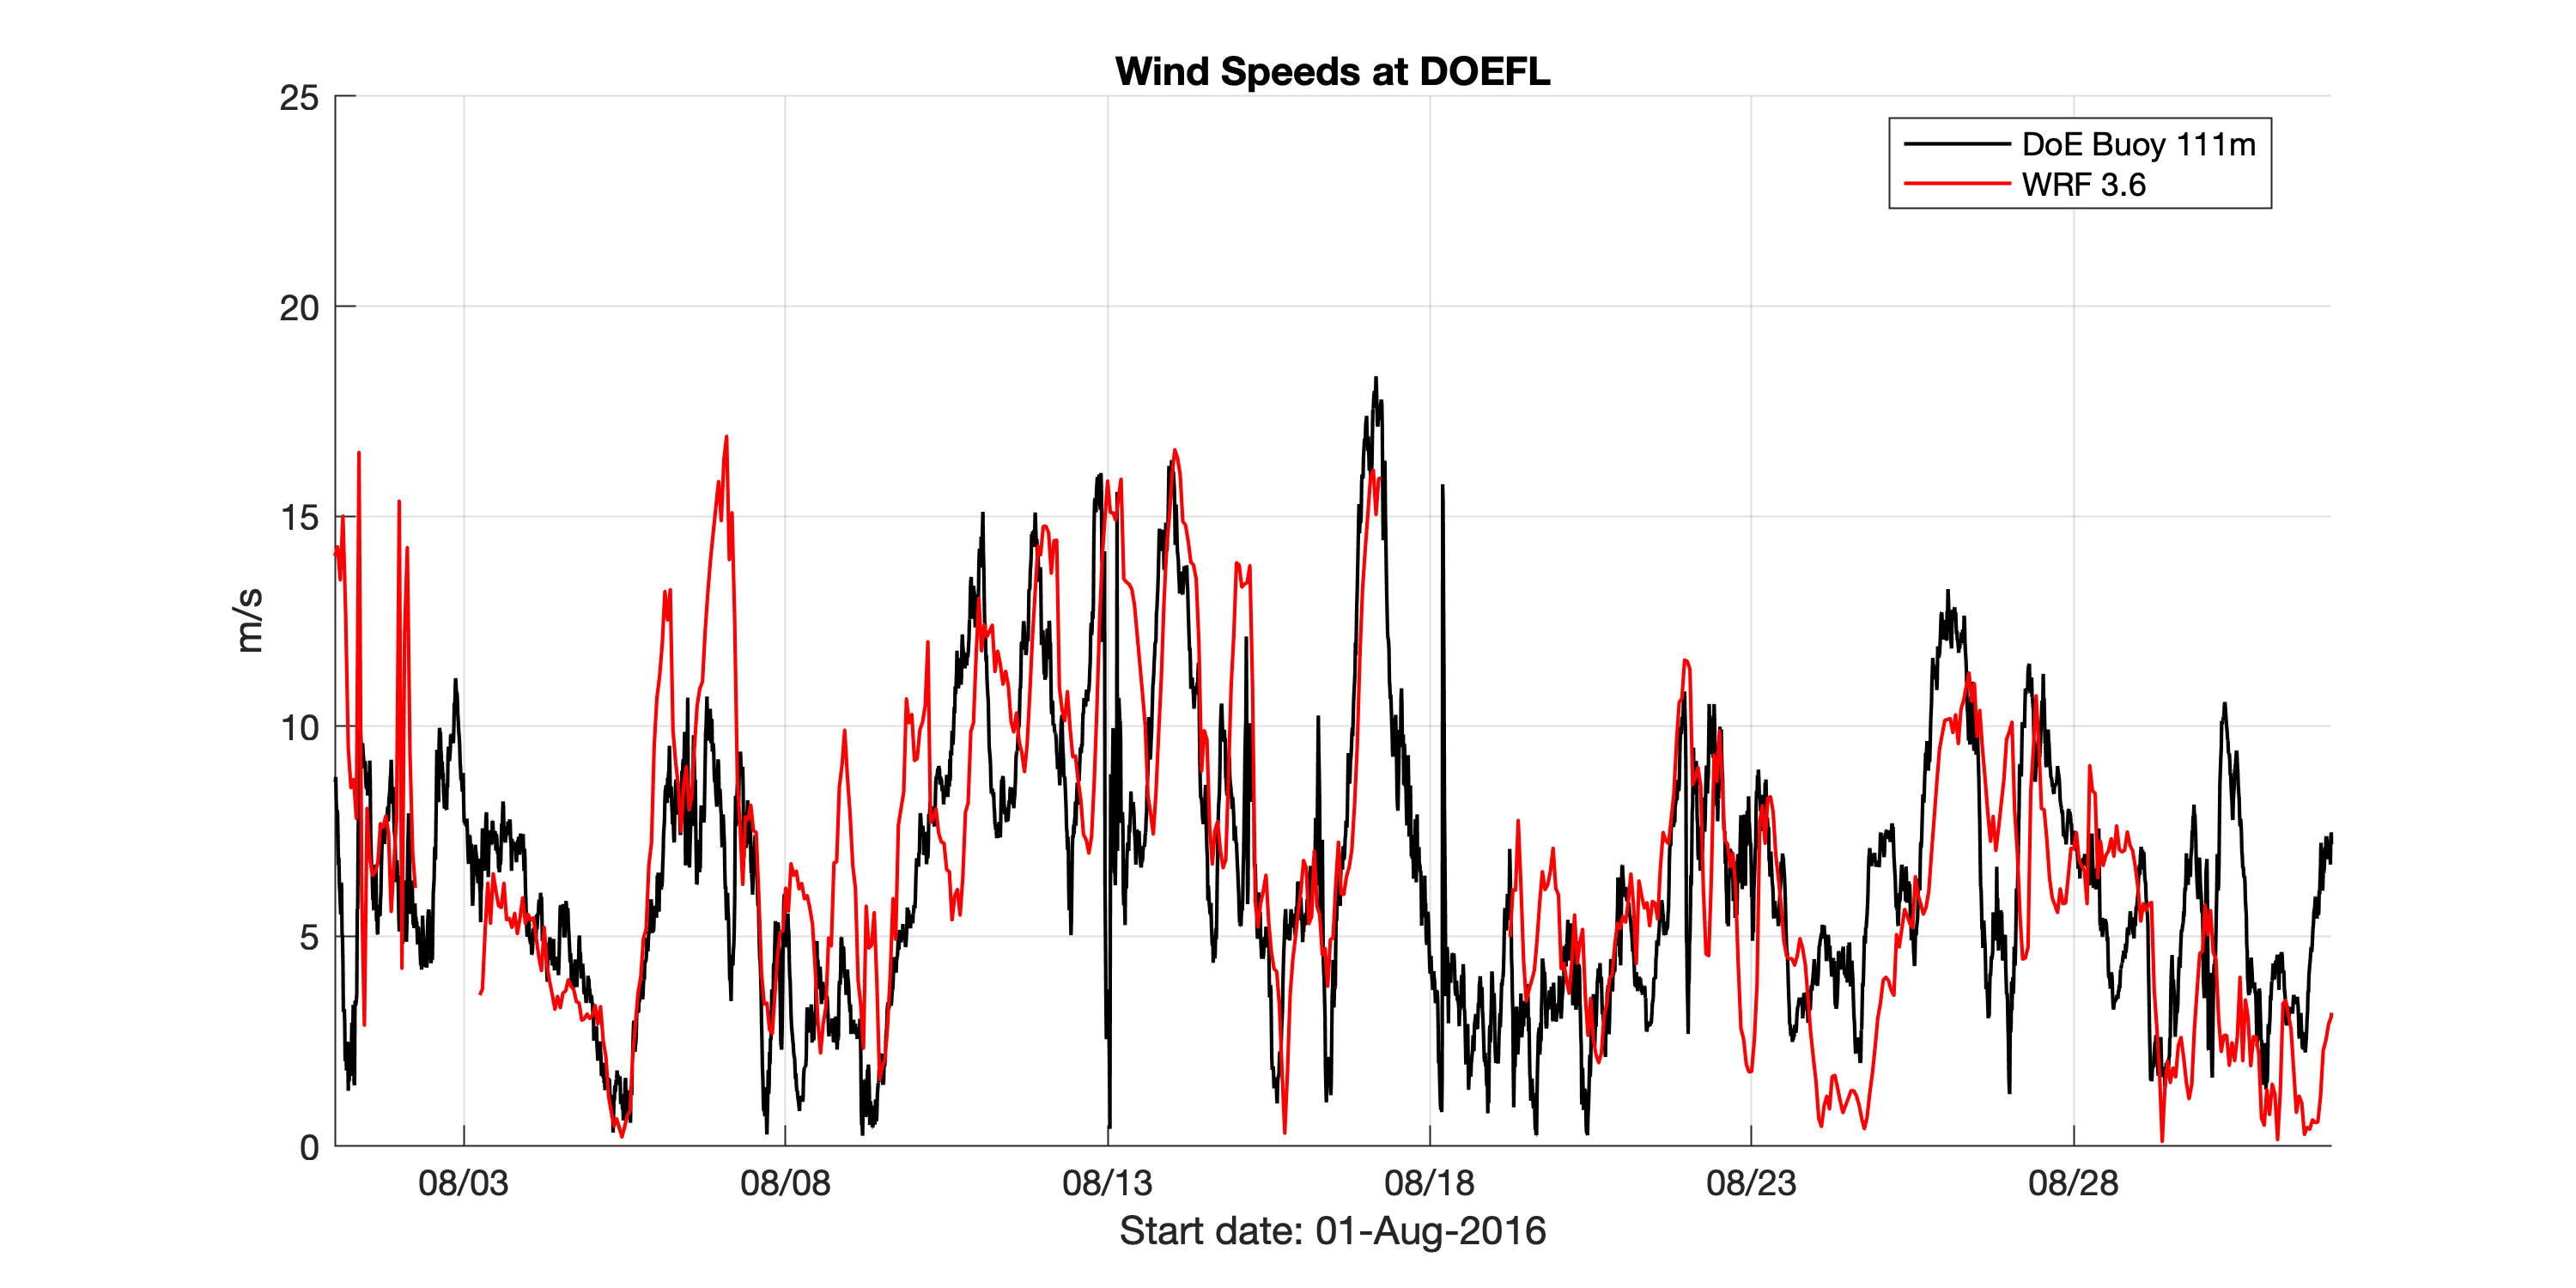 Wind Speeds at DOEFL
25
20
15
10
5
0
m/s
DoE Buoy 111m
WRF 3.6
08/03 08/08 08/13 08/18 08/23 08/28
Start date: 01-Aug-2016